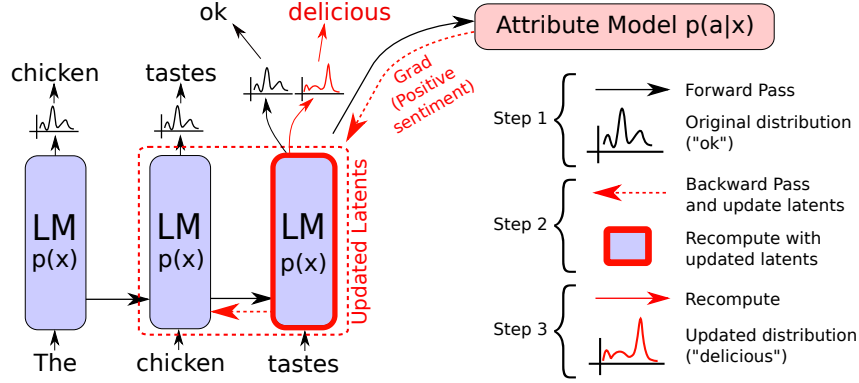 ok
delicious
Attribute Model p(a|x)
chicken
tastes
Grad
(Positive
sentiment)
LM
p(x)
LM
p(x)
LM
p(x)
Updated Latents
The
chicken
tastes
Step 1
Forward Pass
Original distribution
("ok")
Step 2
Backward Pass
and update latents
Recompute with
updated latents
Step 3
Recompute
Updated distribution
("delicious")